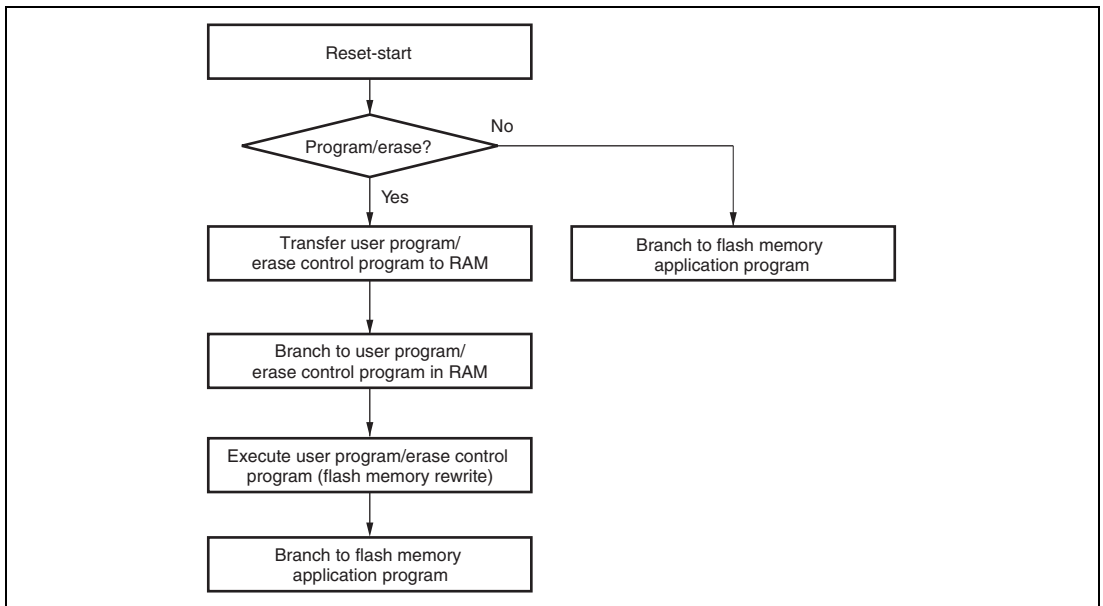 Reset-start
Program/erase?
No
Yes
Transfer user program/
erase control program to RAM
Branch to flash memory
application program
Branch to user program/
erase control program in RAM
Execute user program/erase control
program (flash memory rewrite)
Branch to flash memory
application program